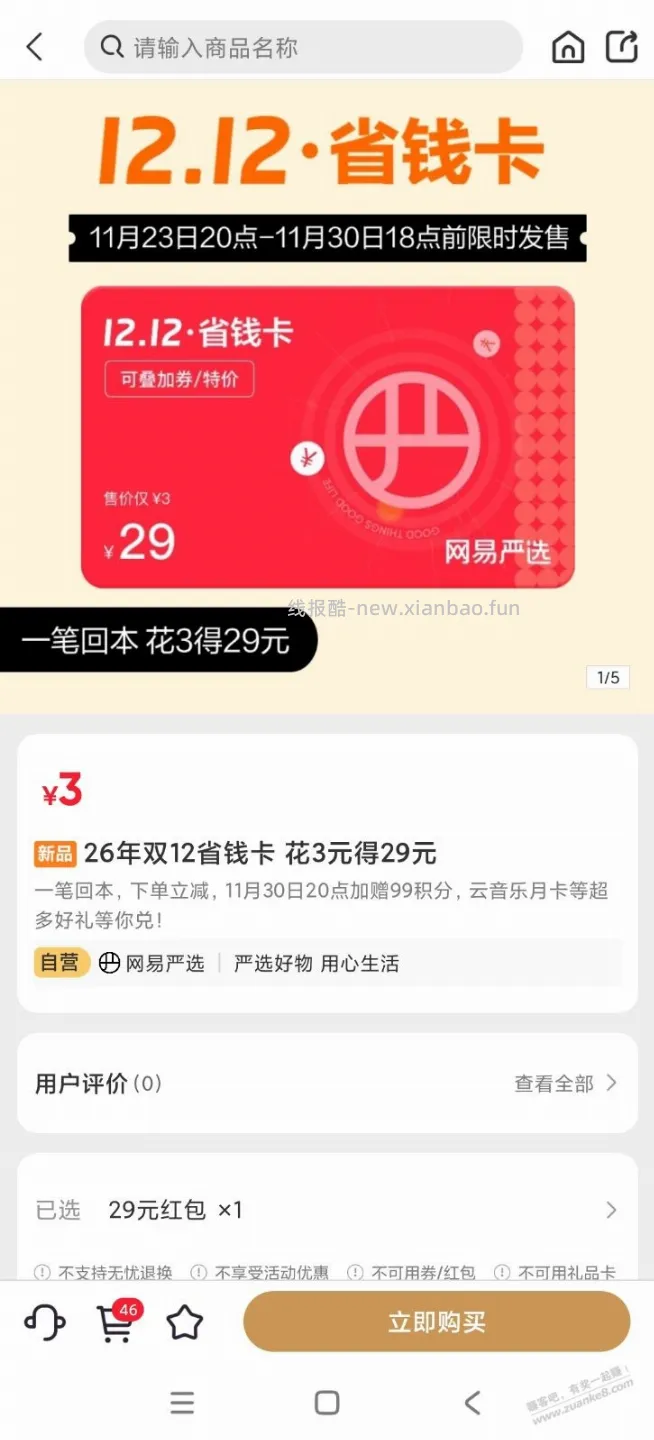 请输入商品名称
12.12·省钱卡
11月23日20点-11月30日18点前限时发售
12.12·省钱卡
可叠加券/特价
售价仅 ¥3
¥29
GOOD THINGS GOOD LIFE
网易严选
线报酷-new.xianbao.fun
一笔回本 花3得29元
1/5
¥3
新品 26年双12省钱卡 花3元得29元
一笔回本，下单立减，11月30日20点加赠99积分，云音乐月卡等超
多好礼等你兑！
自营 网易严选 | 严选好物 用心生活
用户评价(0) 查看全部
已选 29元红包 ×1
不支持无忧退换 不享受活动优惠 不可用券/红包 不可用礼品卡
46
立即购买
赚客吧，有奖一起赚！
www.zuanke8.com